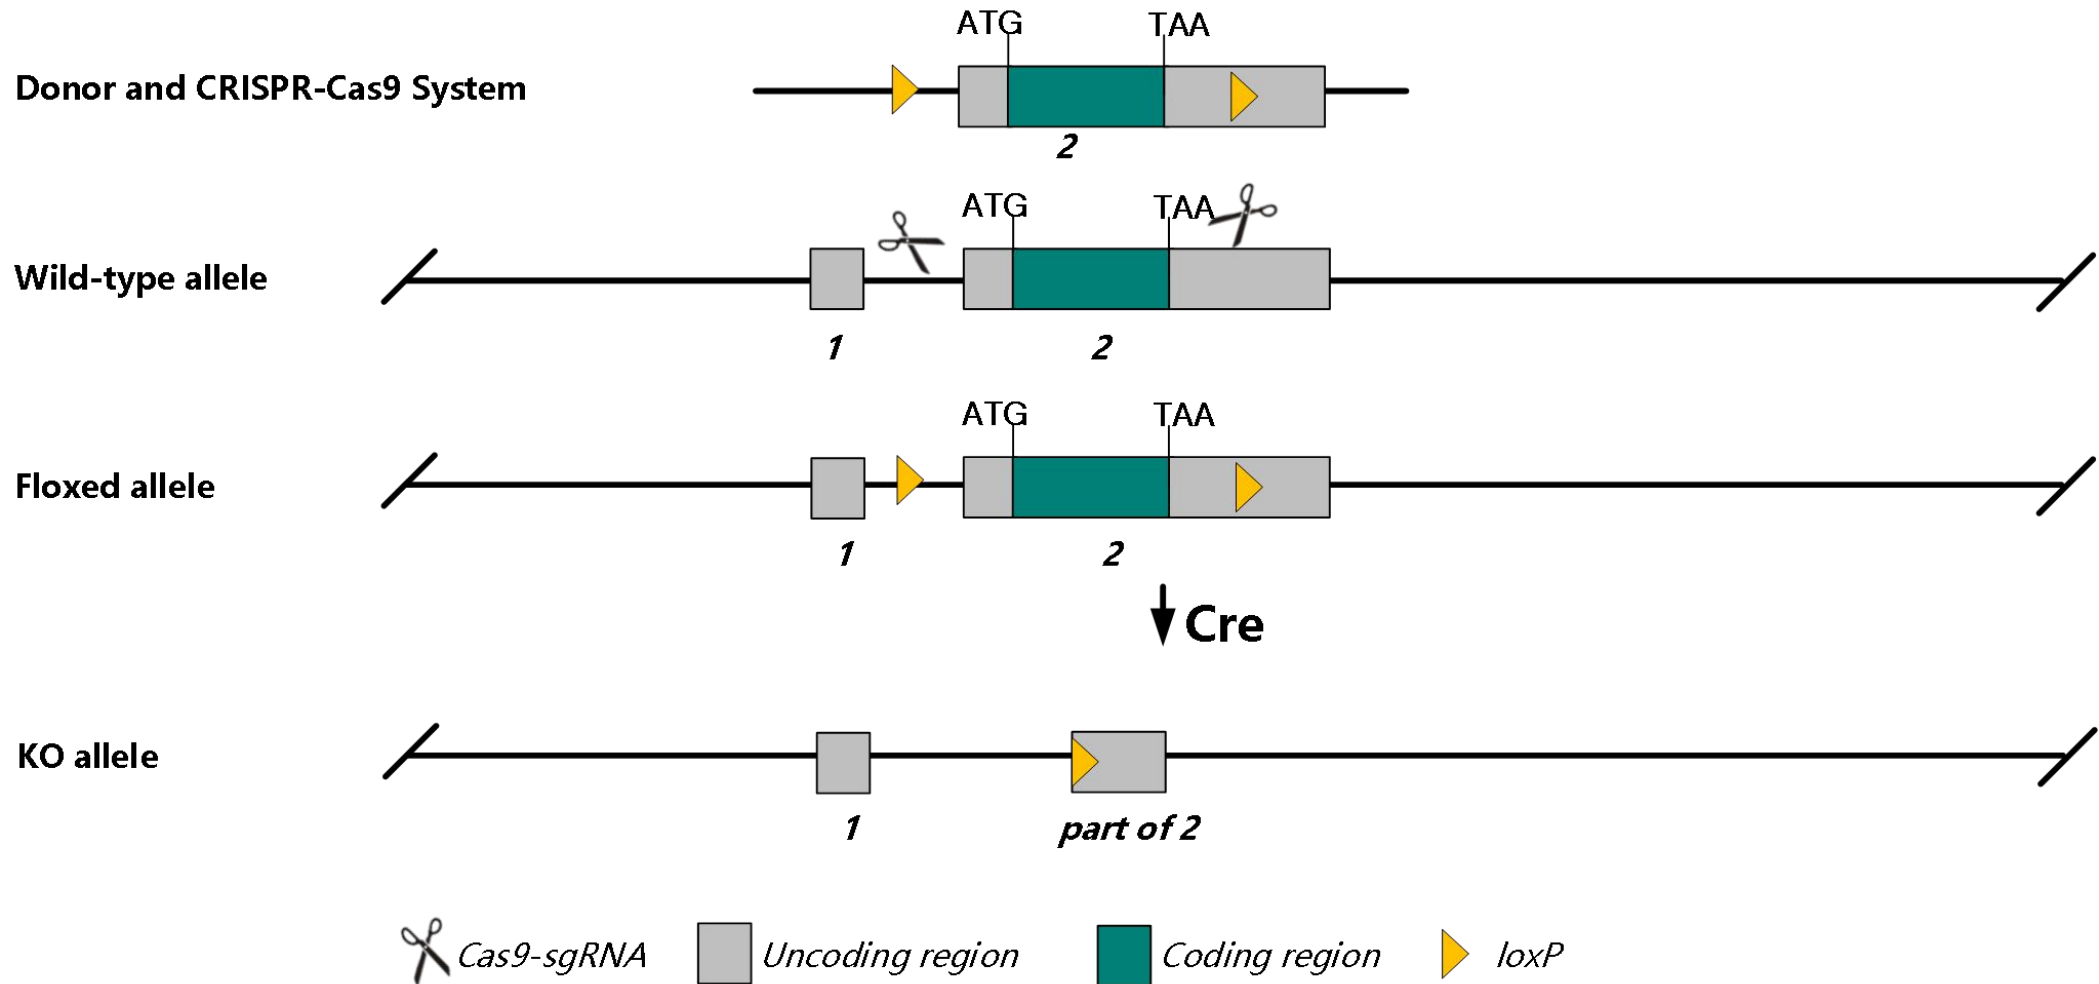 ATG TAA
Donor and CRISPR-Cas9 System
2
ATG TAA
Wild-type allele
1 2
ATG TAA
Floxed allele
1 2
Cre
KO allele
1 part of 2
Cas9-sgRNA Uncoding region Coding region loxP